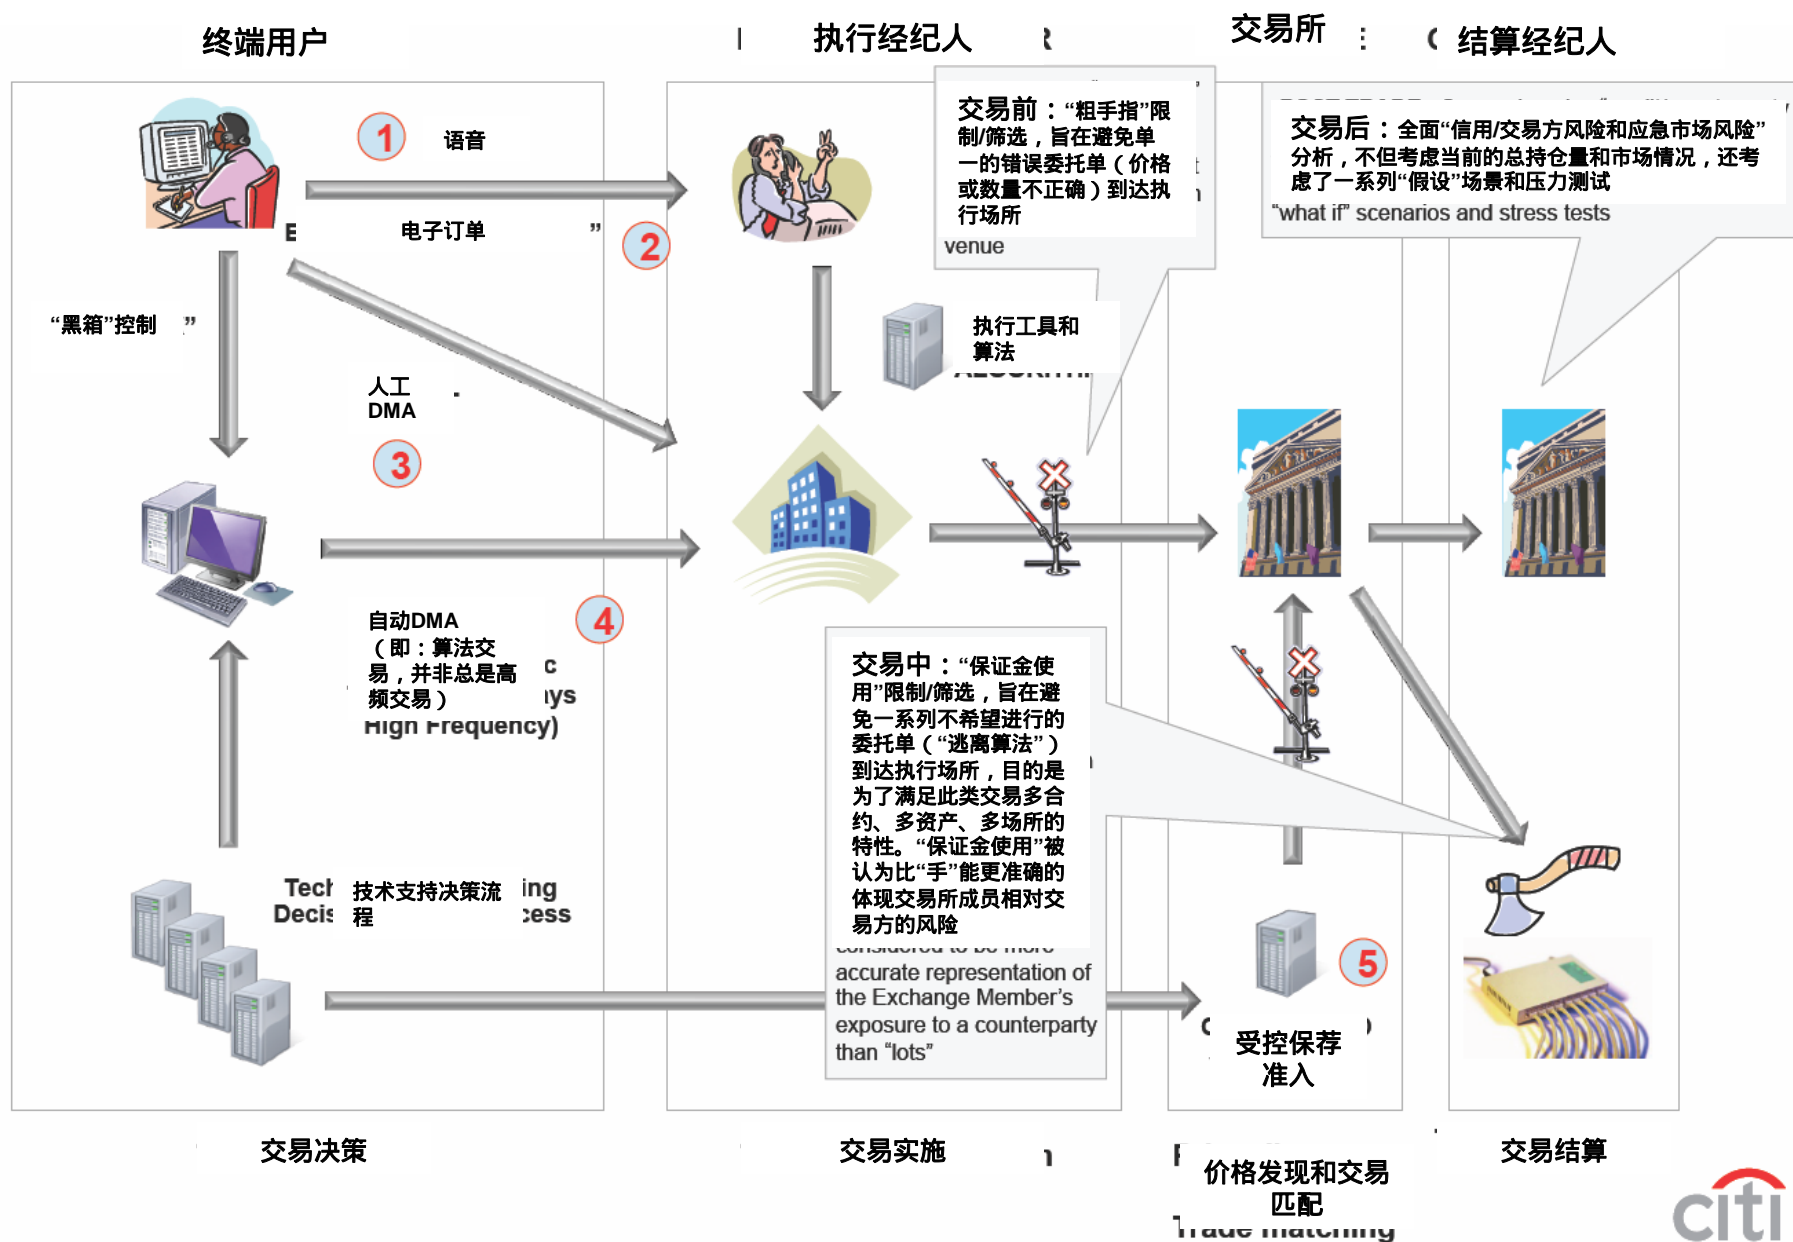 终端用户
执行经纪人
交易所
结算经纪人
1
语音
电子订单
”
2
“黑箱”控制
”
人工
DMA
3
自动DMA
（即：算法交
易，并非总是高
频交易）
ays
High Frequency)
4
技术支持决策流
程
Tech
ing
Decis
cess
交易前：“粗手指”限
制/筛选，旨在避免单
一的错误委托单（价格
或数量不正确）到达执
行场所
venue
执行工具和
算法
交易后：全面“信用/交易方风险和应急市场风险”
分析，不但考虑当前的总持仓量和市场情况，还考
虑了一系列“假设”场景和压力测试
“what if” scenarios and stress tests
交易中：“保证金使
用”限制/筛选，旨在避
免一系列不希望进行的
委托单（“逃离算法”）
到达执行场所，目的是
为了满足此类交易多合
约、多资产、多场所的
特性。“保证金使用”被
认为比“手”能更准确的
体现交易所成员相对交
易方的风险
considered to be more
accurate representation of
the Exchange Member’s
exposure to a counterparty
than “lots”
5
受控保荐
准入
交易决策
交易实施
价格发现和交易
匹配
Trade matching
交易结算
citi